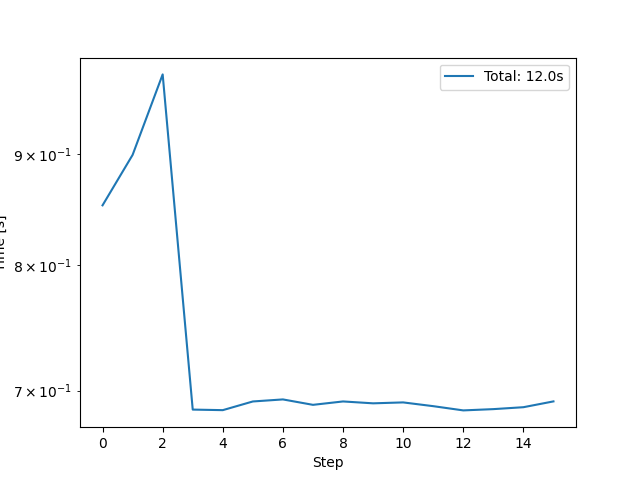 Total: 12.0s
9 × 10⁻¹
8 × 10⁻¹
7 × 10⁻¹
Time [s]
0 2 4 6 8 10 12 14
Step